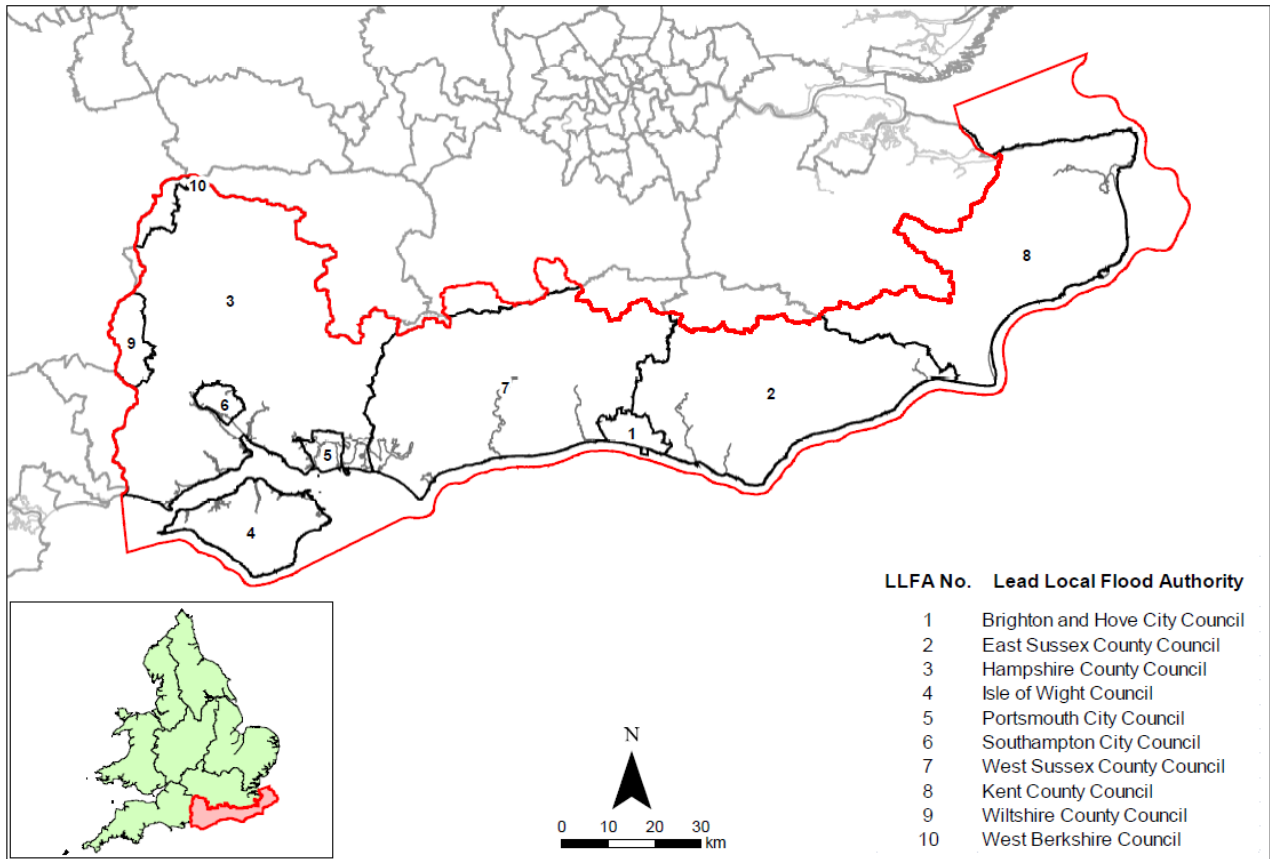 10
3
8
9
7
2
6
1
5
4
LLFA No. Lead Local Flood Authority
1 Brighton and Hove City Council
2 East Sussex County Council
3 Hampshire County Council
4 Isle of Wight Council
5 Portsmouth City Council
6 Southampton City Council
7 West Sussex County Council
8 Kent County Council
9 Wiltshire County Council
10 West Berkshire Council
N
0 10 20 30
km